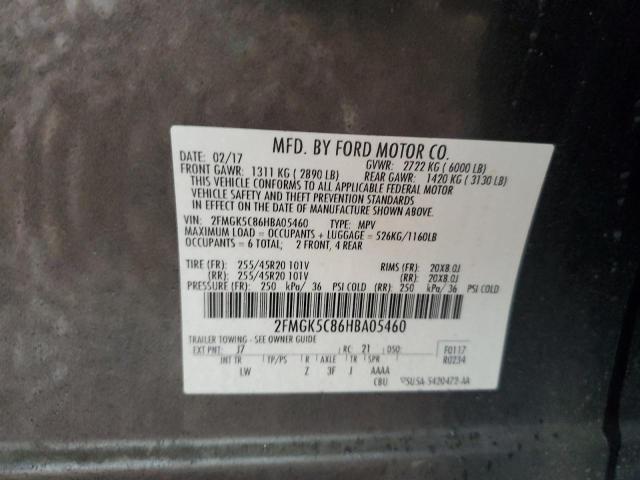 MFD. BY FORD MOTOR CO.
DATE: 02/17 GVWR: 2722 KG (6000 LB)
FRONT GAWR: 1311 KG (2890 LB) REAR GAWR: 1420 KG (3130 LB)
THIS VEHICLE CONFORMS TO ALL APPLICABLE FEDERAL MOTOR
VEHICLE SAFETY AND THEFT PREVENTION STANDARDS
IN EFFECT ON THE DATE OF MANUFACTURE SHOWN ABOVE.
VIN: 2FMGK5C86HBA05460 TYPE: MPV
MAXIMUM LOAD = OCCUPANTS + LUGGAGE = 526KG/1160LB
OCCUPANTS = 6 TOTAL; 2 FRONT, 4 REAR
TIRE (FR): 255/45R20 101V RIMS (FR): 20X8.0J
(RR): 255/45R20 101V (RR): 20X8.0J
PRESSURE (FR): 250 kPa/ 36 PSI COLD (RR): 250 kPa/ 36 PSI COLD
2FMGK5C86HBA05460
TRAILER TOWING - SEE OWNER GUIDE
EXT PNT: J7 RC: 21 DSO: F0117
INT TR TP/PS R AXLE TR SPR R0234
LW Z 3F J AAAA
CBU 5U5A-5420472-AA